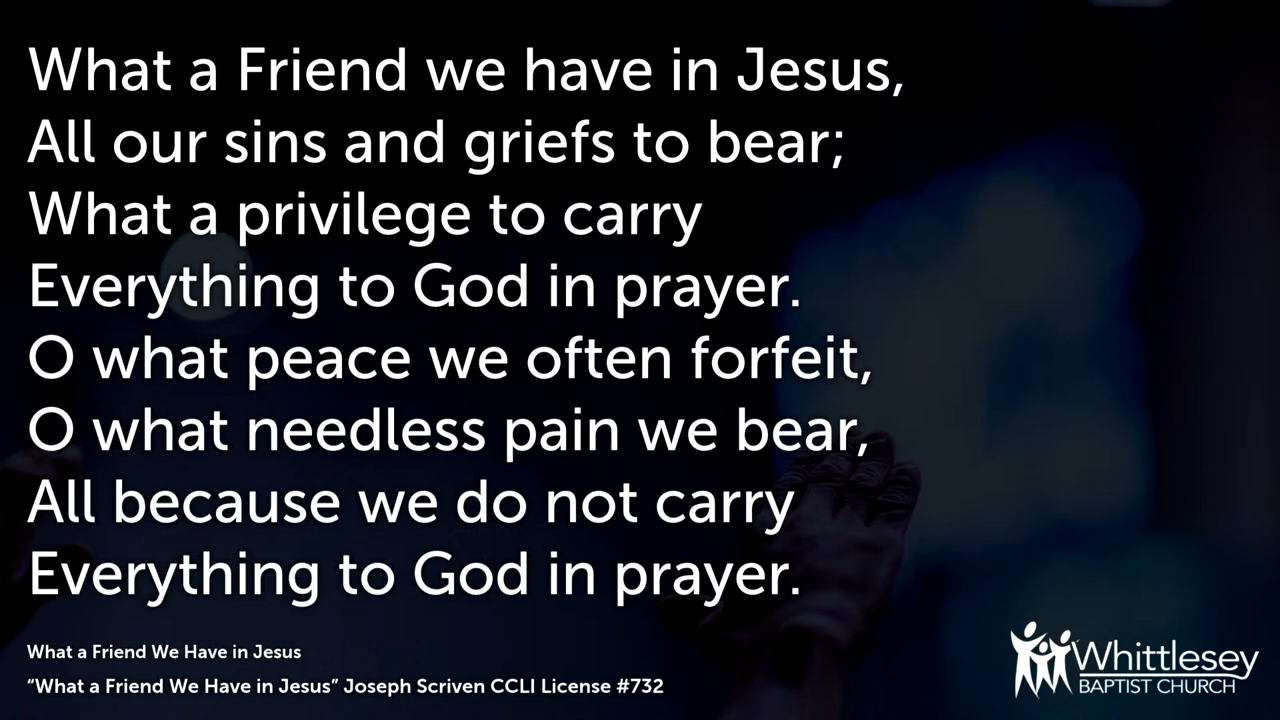 What a Friend we have in Jesus,
All our sins and griefs to bear;
What a privilege to carry
Everything to God in prayer.
O what peace we often forfeit,
O what needless pain we bear,
All because we do not carry
Everything to God in prayer.
What a Friend We Have in Jesus
“What a Friend We Have in Jesus” Joseph Scriven CCLI License #732
Whittlesey
BAPTIST CHURCH